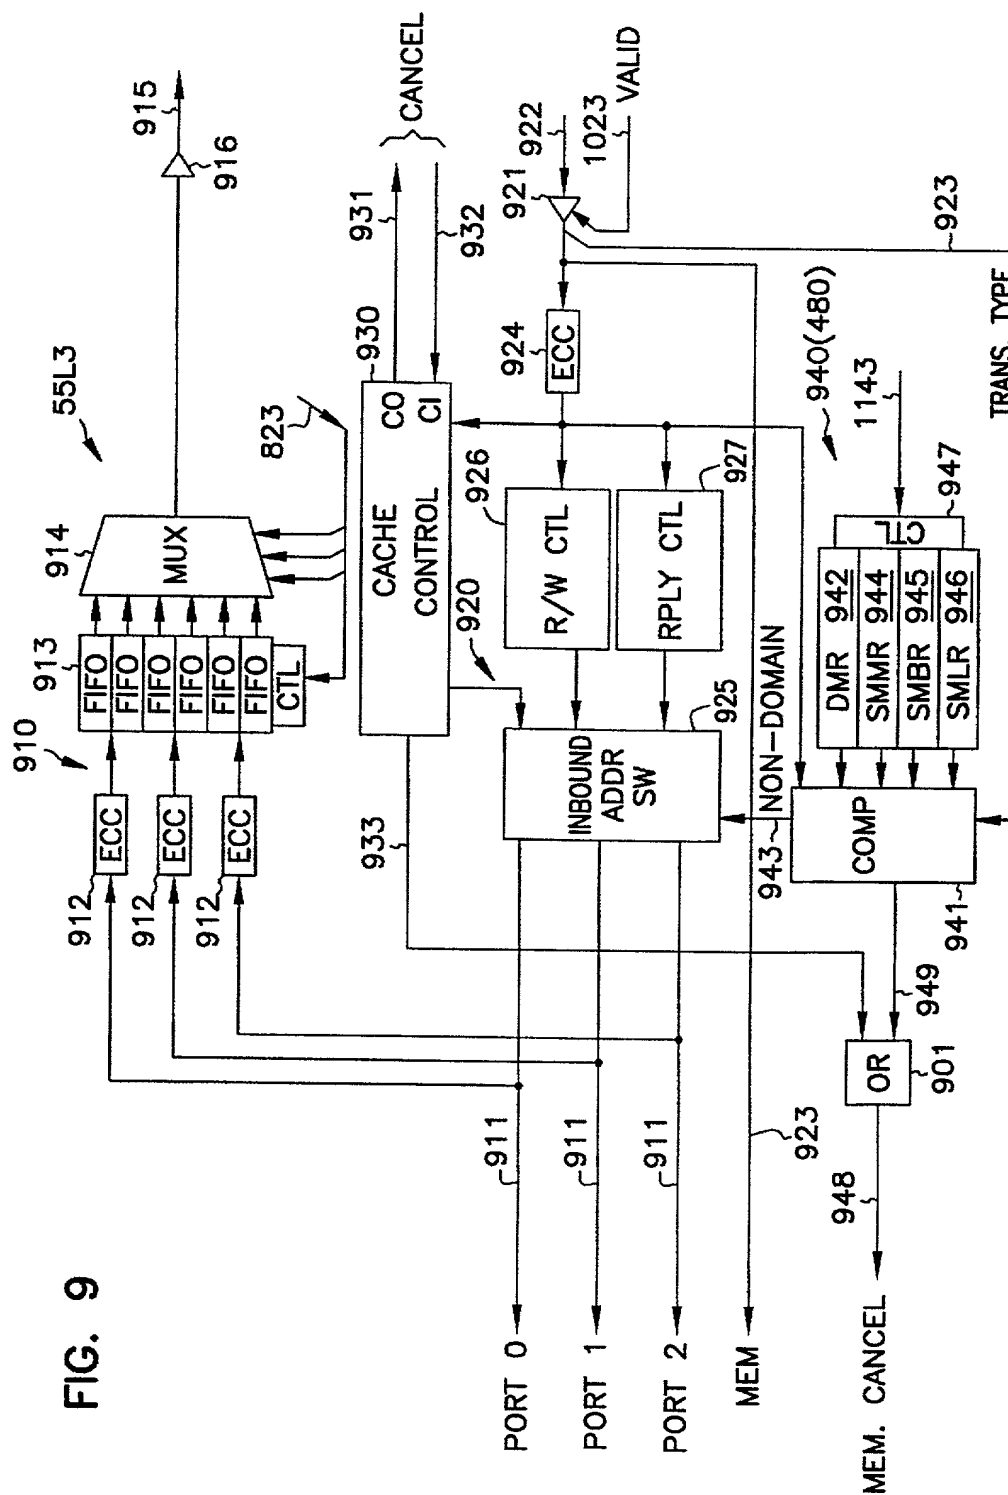 FIG. 9
910
913
914
55L3
915
916
912
ECC
912
ECC
912
ECC
FIFO
FIFO
FIFO
FIFO
FIFO
FIFO
CTL
MUX
823
CACHE
CONTROL
CO
CI
930
931
932
CANCEL
933
920
926
R/W CTL
RPLY CTL
927
924
ECC
921
922
1023
VALID
923
INBOUND
ADDR
SW
925
PORT 0
911
PORT 1
911
PORT 2
911
MEM
923
943
NON-DOMAIN
COMP
941
DMR 942
SMMR 944
SMBR 945
SMLR 946
CTL
947
940(480)
1143
TRANS. TYPE
949
OR
901
948
MEM. CANCEL